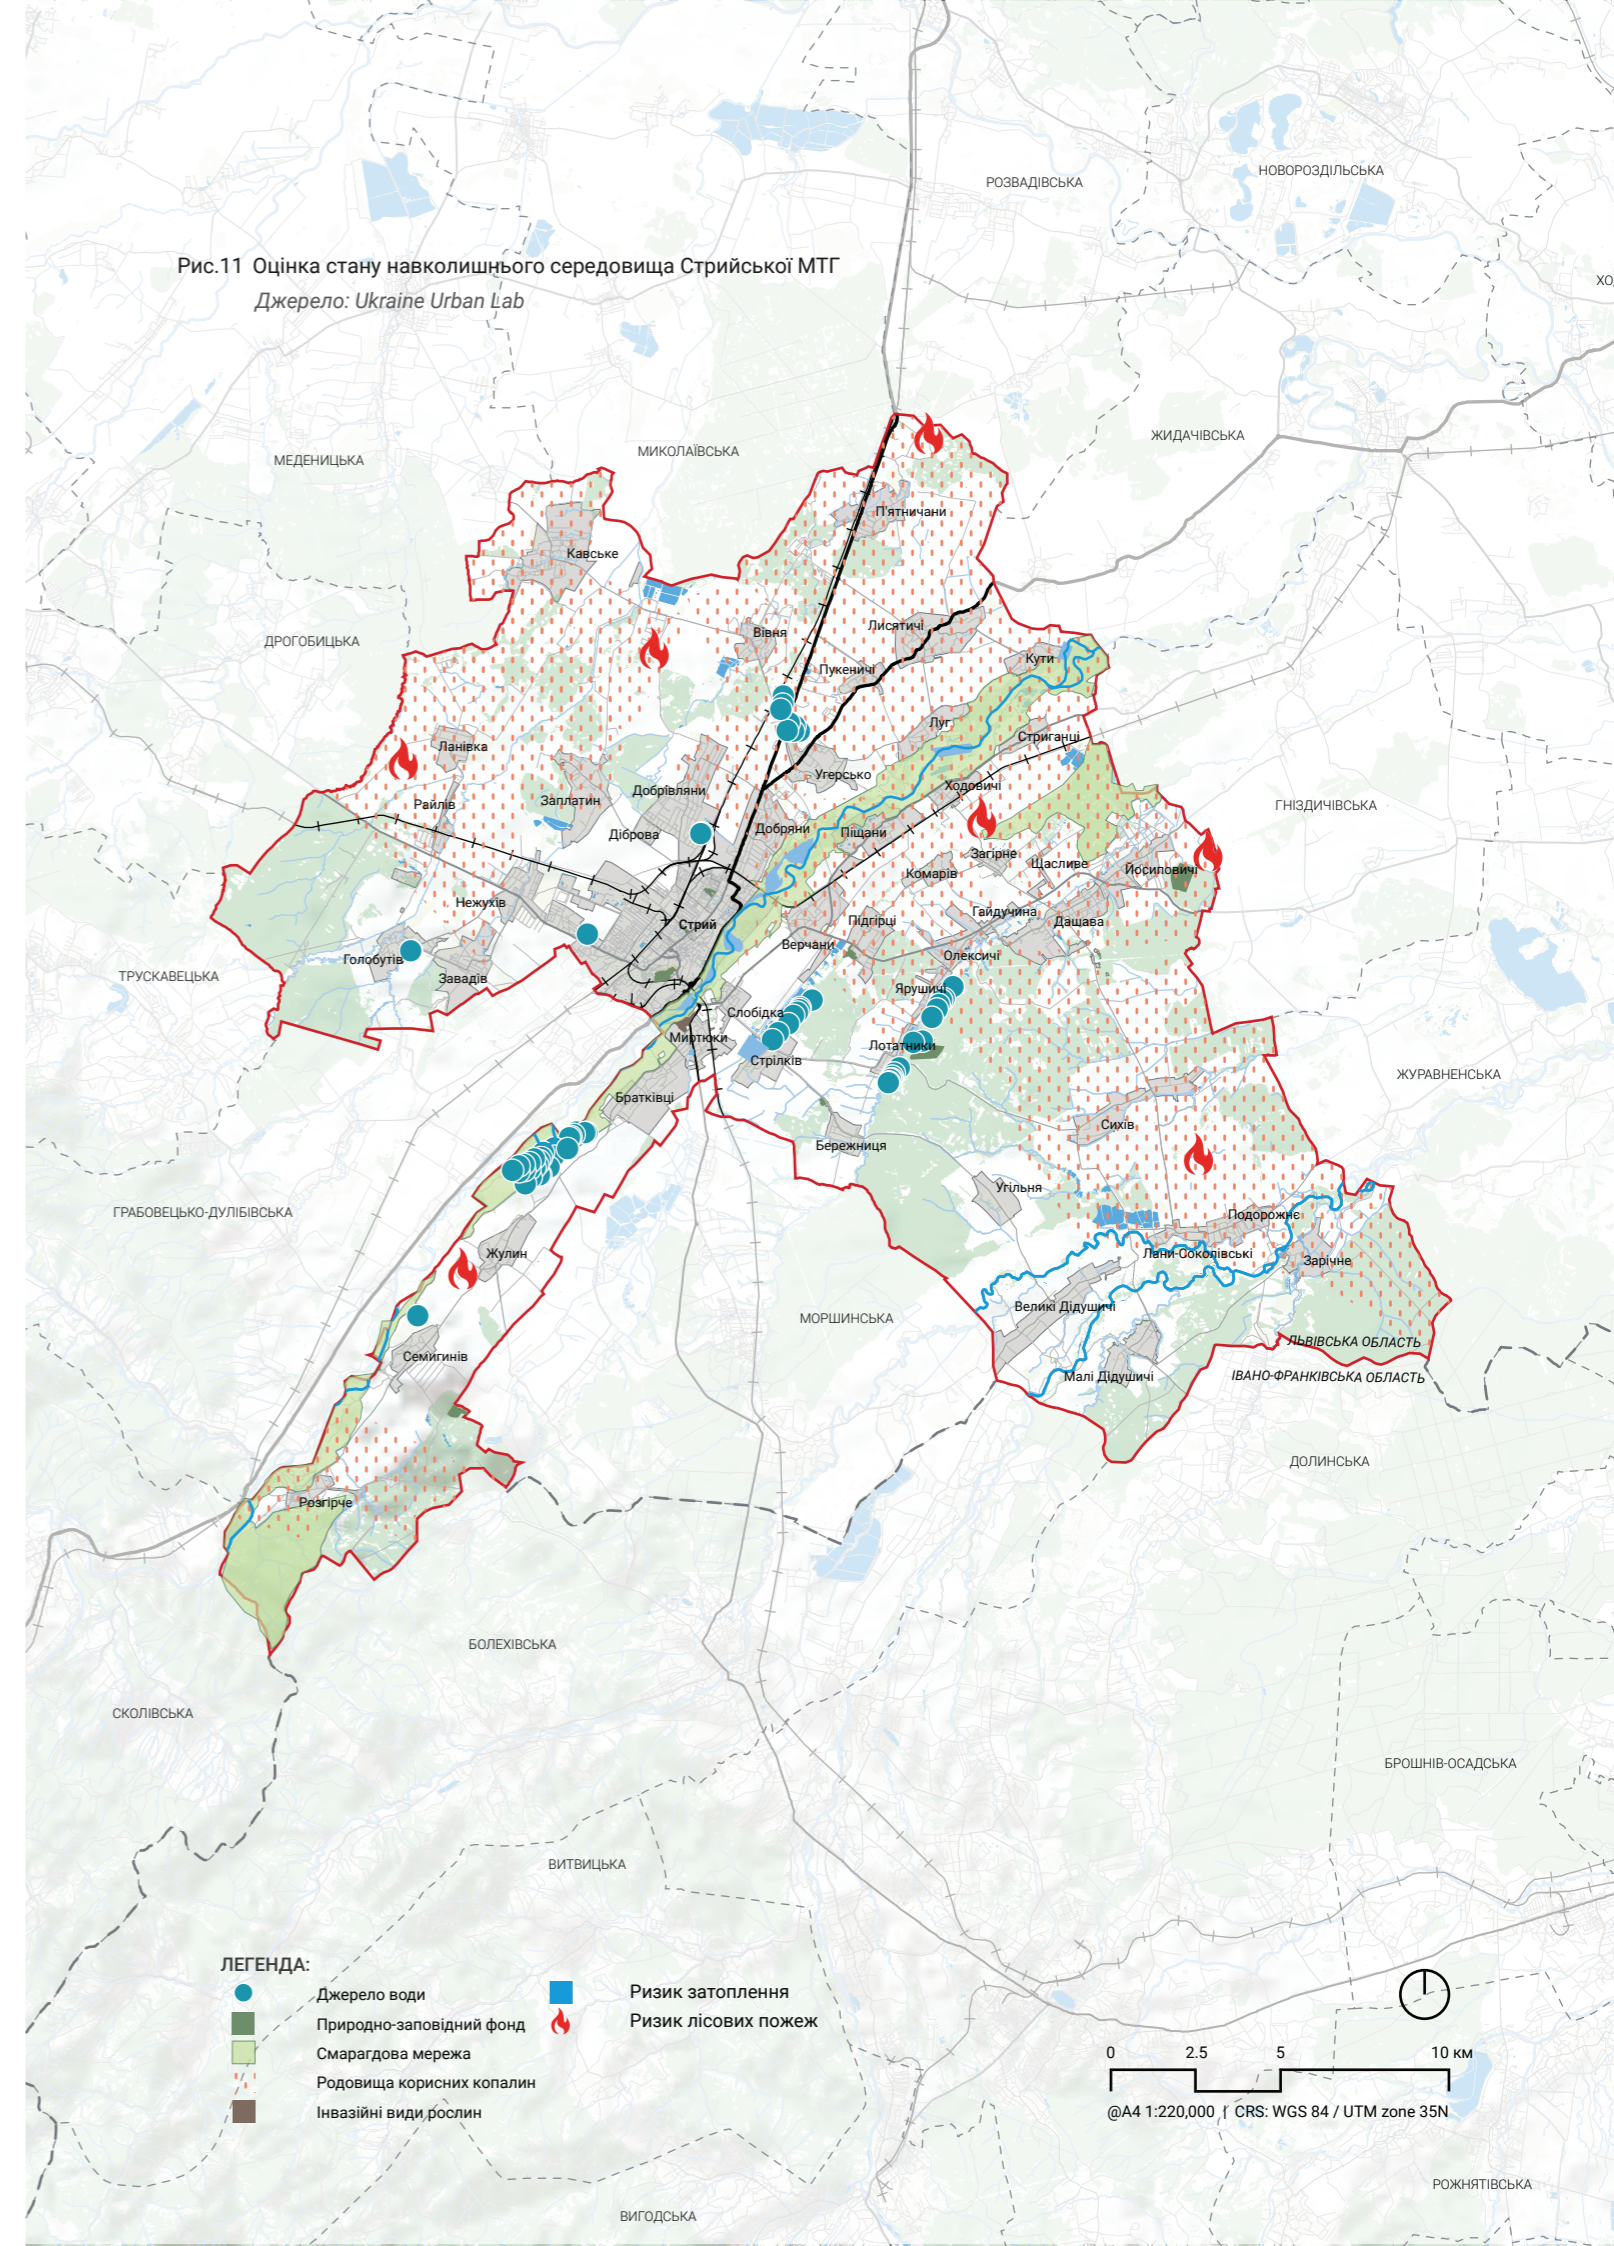 РОЗВАДІВСЬКА
НОВОРОЗДІЛЬСЬКА
Рис.11 Оцінка стану навколишнього середовища Стрийської МТГ
Джерело: Ukraine Urban Lab
ХО
МЕДЕНИЦЬКА
МИКОЛАЇВСЬКА
ЖИДАЧІВСЬКА
П'ятничани
Кавське
ДРОГОБИЦЬКА
Вівня
Лисятичі
Пукеничі
Кути
Луг
Стриганці
Ланівка
Угерсько
Ходовичі
Добрівляни
Заплатин
Райлів
ГНІЗДИЧІВСЬКА
Діброва
Добряни
Піщани
Загірне
Щасливе
Йосиповичі
Комарів
Нежухів
Стрий
Підгірці
Гайдучина
Дашава
Верчани
Олексичі
Голобутів
Завадів
ТРУСКАВЕЦЬКА
Ярушичі
Слобідка
Миртюки
Лотатники
Стрілків
ЖУРАВНЕНСЬКА
Братківці
Сихів
Бережниця
Угільня
ГРАБОВЕЦЬКО-ДУЛІБІВСЬКА
Подорожнє
Жулин
Лани-Соколівські
Зарічне
Великі Дідушичі
МОРШИНСЬКА
Семигинів
ЛЬВІВСЬКА ОБЛАСТЬ
Малі Дідушичі
ІВАНО-ФРАНКІВСЬКА ОБЛАСТЬ
ДОЛИНСЬКА
Розгірче
БОЛЕХІВСЬКА
СКОЛІВСЬКА
БРОШНІВ-ОСАДСЬКА
ВИТВИЦЬКА
ЛЕГЕНДА:
Джерело води
Природно-заповідний фонд
Смарагдова мережа
Родовища корисних копалин
Інвазійні види рослин
Ризик затоплення
Ризик лісових пожеж
0 2.5 5 10 км
@A4 1:220,000 | CRS: WGS 84 / UTM zone 35N
РОЖНЯТІВСЬКА
ВИГОДСЬКА